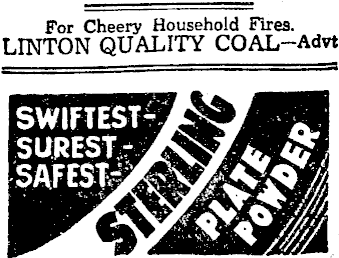 For Cheery Household Fires.
LINTON QUALITY COAL—Advt
SWIFTEST-
SUREST-
SAFEST-
STERLING
PLATE
POWDER